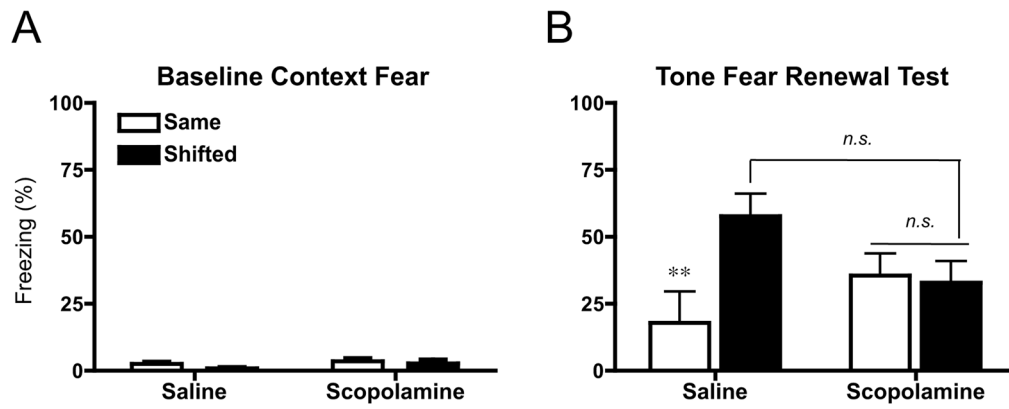 A
Baseline Context Fear
Freezing (%)
100
75
50
25
0
Same
Shifted
Saline
Scopolamine
B
Tone Fear Renewal Test
100
75
50
25
0
n.s.
n.s.
**
Saline
Scopolamine